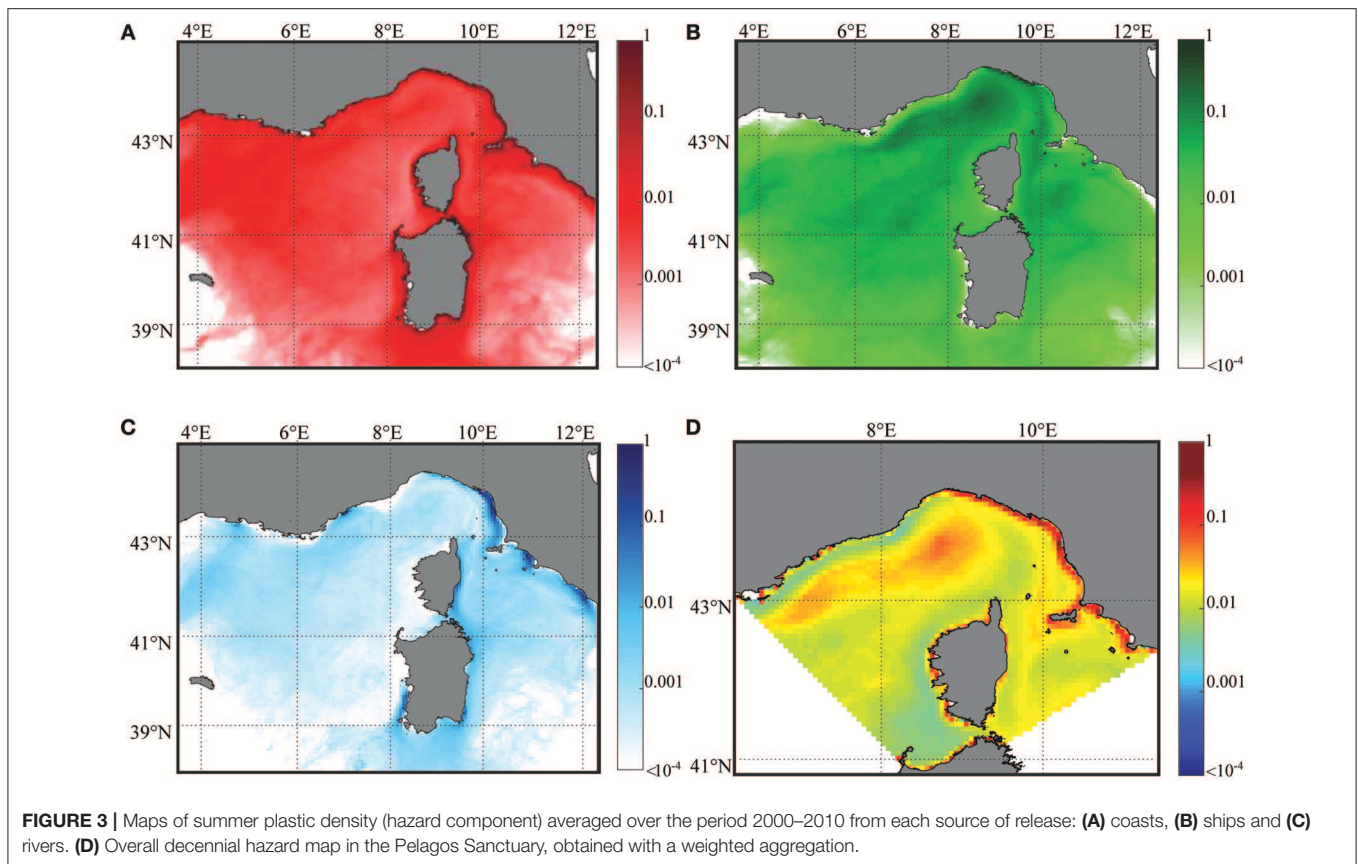 A
4°E 6°E 8°E 10°E 12°E
43°N
41°N
39°N
1
0.1
0.01
0.001
<10-4
B
4°E 6°E 8°E 10°E 12°E
43°N
41°N
39°N
1
0.1
0.01
0.001
<10-4
C
4°E 6°E 8°E 10°E 12°E
43°N
41°N
39°N
1
0.1
0.01
0.001
<10-4
D
8°E 10°E
43°N
41°N
1
0.1
0.01
0.001
<10-4
FIGURE 3 | Maps of summer plastic density (hazard component) averaged over the period 2000–2010 from each source of release: (A) coasts, (B) ships and (C)
rivers. (D) Overall decennial hazard map in the Pelagos Sanctuary, obtained with a weighted aggregation.